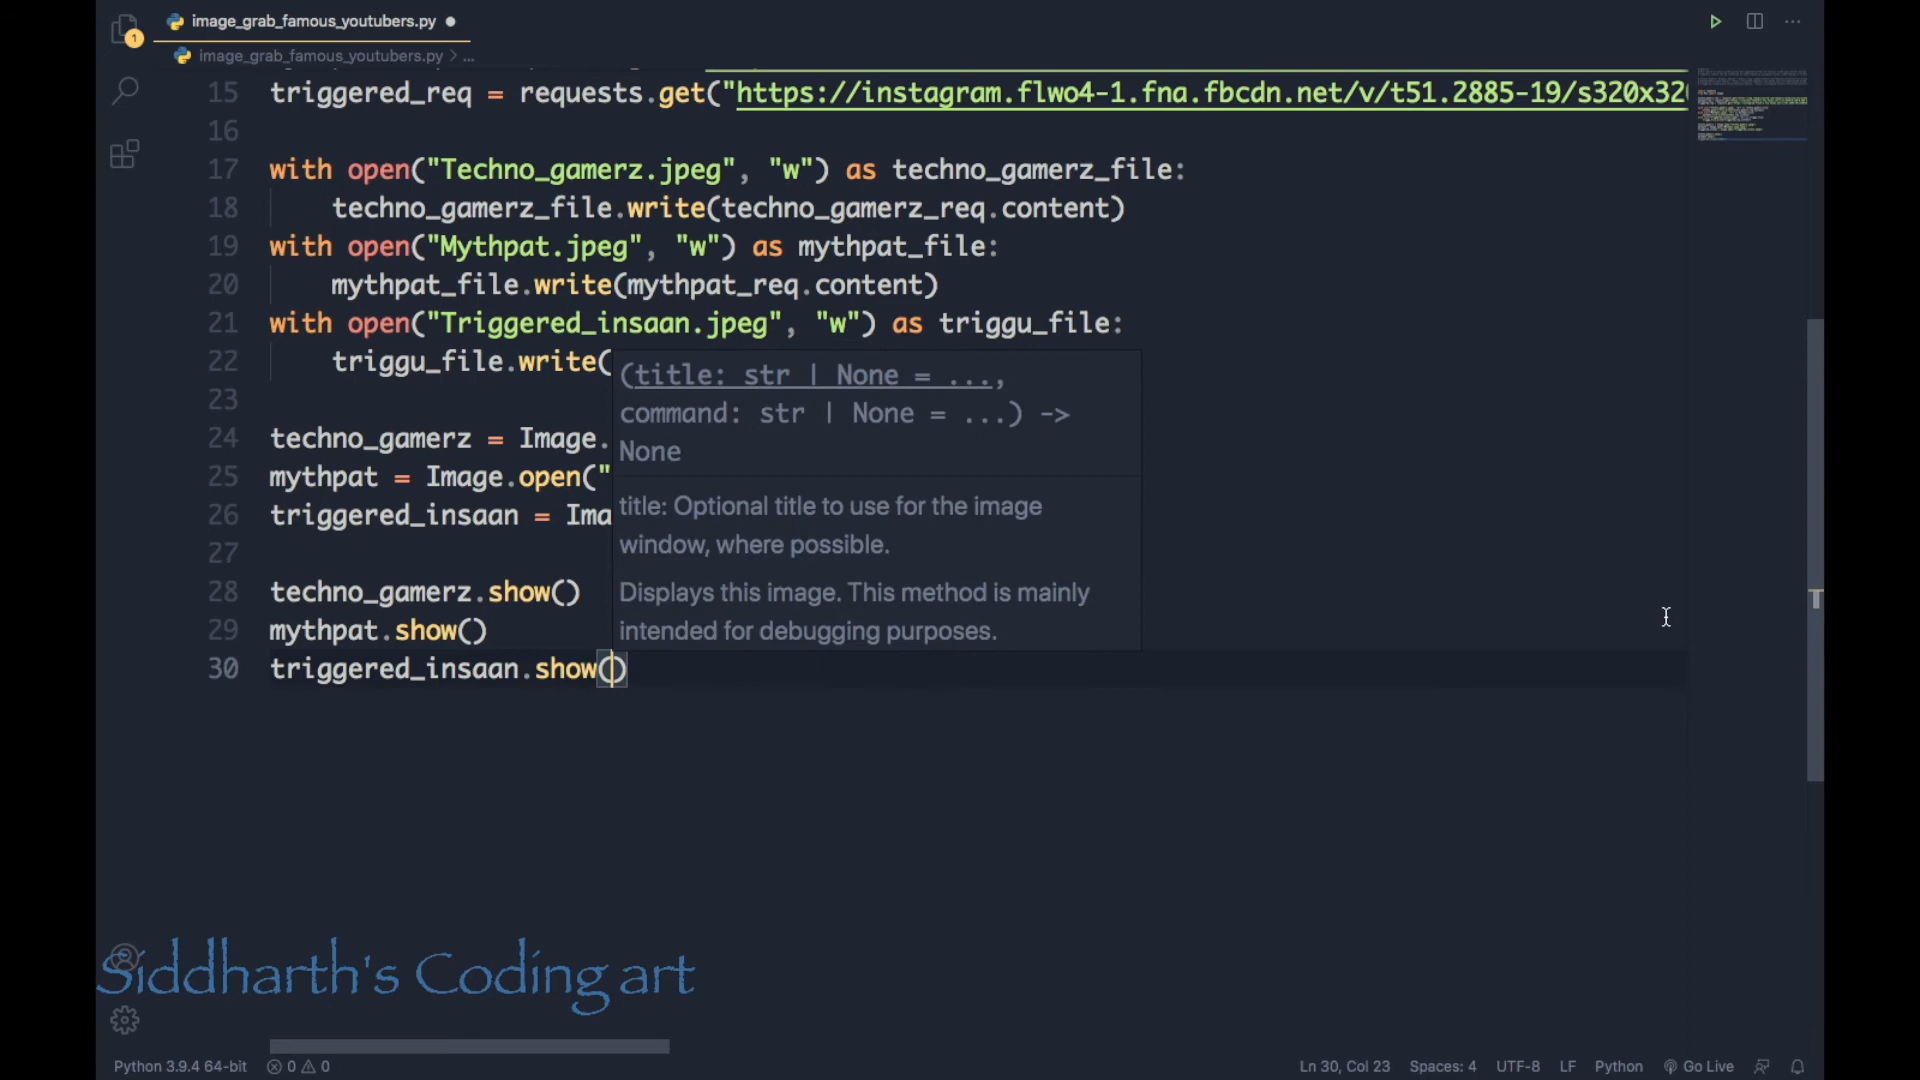 image_grab_famous_youtubers.py
1
image_grab_famous_youtubers.py > ...
15 triggered_req = requests.get("https://instagram.flwo4-1.fna.fbcdn.net/v/t51.2885-19/s320x320
16
17 with open("Techno_gamerz.jpeg", "w") as techno_gamerz_file:
18 techno_gamerz_file.write(techno_gamerz_req.content)
19 with open("Mythpat.jpeg", "w") as mythpat_file:
20 mythpat_file.write(mythpat_req.content)
21 with open("Triggered_insaan.jpeg", "w") as triggu_file:
22 triggu_file.write(
(title: str | None = ...,
command: str | None = ...) ->
None
title: Optional title to use for the image
window, where possible.
Displays this image. This method is mainly
intended for debugging purposes.
23
24 techno_gamerz = Image.
25 mythpat = Image.open("
26 triggered_insaan = Ima
27
28 techno_gamerz.show()
29 mythpat.show()
30 triggered_insaan.show()
Siddharth's Coding art
Python 3.9.4 64-bit 0 0 Ln 30, Col 23 Spaces: 4 UTF-8 LF Python Go Live